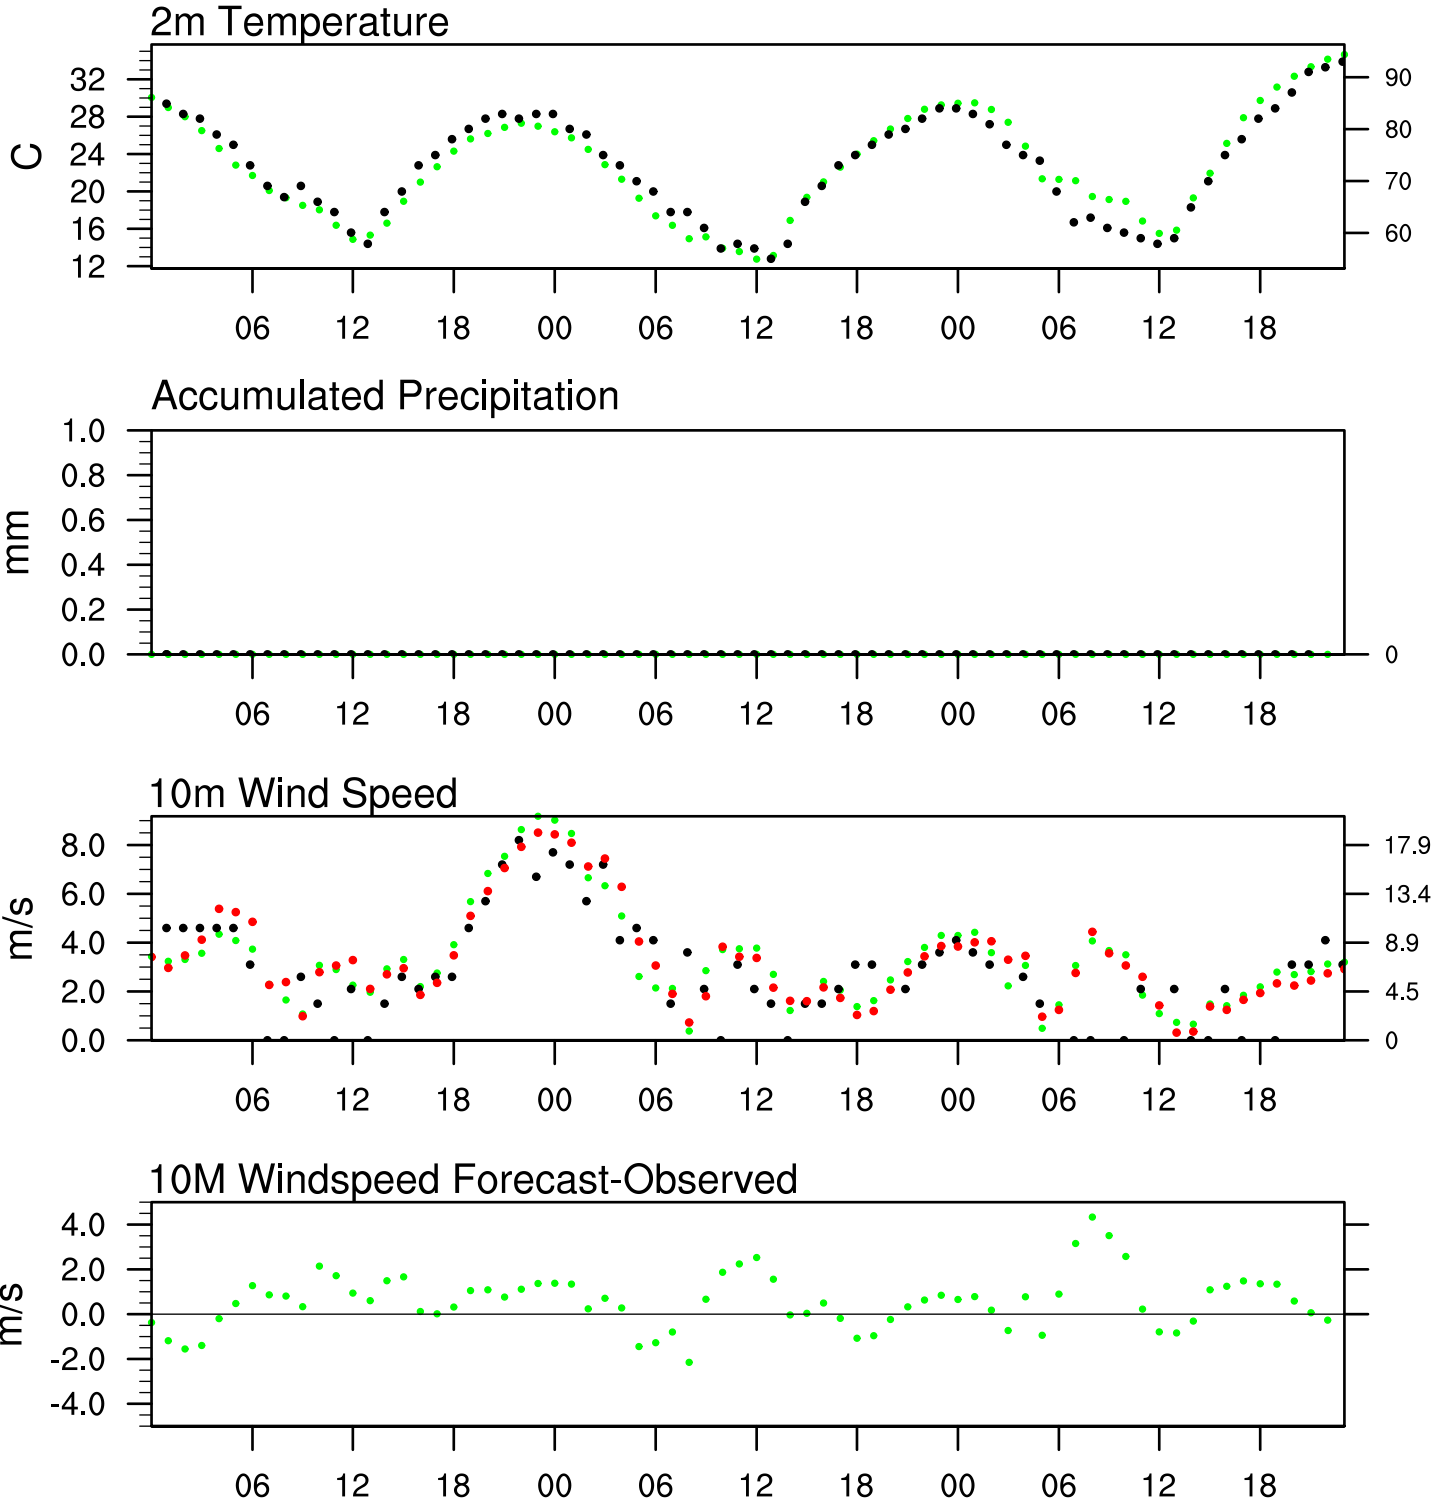 2m Temperature
C
32
28
24
20
16
12
90
80
70
60
06 12 18 00 06 12 18 00 06 12 18
Accumulated Precipitation
mm
1.0
0.8
0.6
0.4
0.2
0.0
0
06 12 18 00 06 12 18 00 06 12 18
10m Wind Speed
m/s
8.0
6.0
4.0
2.0
0.0
17.9
13.4
8.9
4.5
0
06 12 18 00 06 12 18 00 06 12 18
10M Windspeed Forecast-Observed
m/s
4.0
2.0
0.0
-2.0
-4.0
06 12 18 00 06 12 18 00 06 12 18